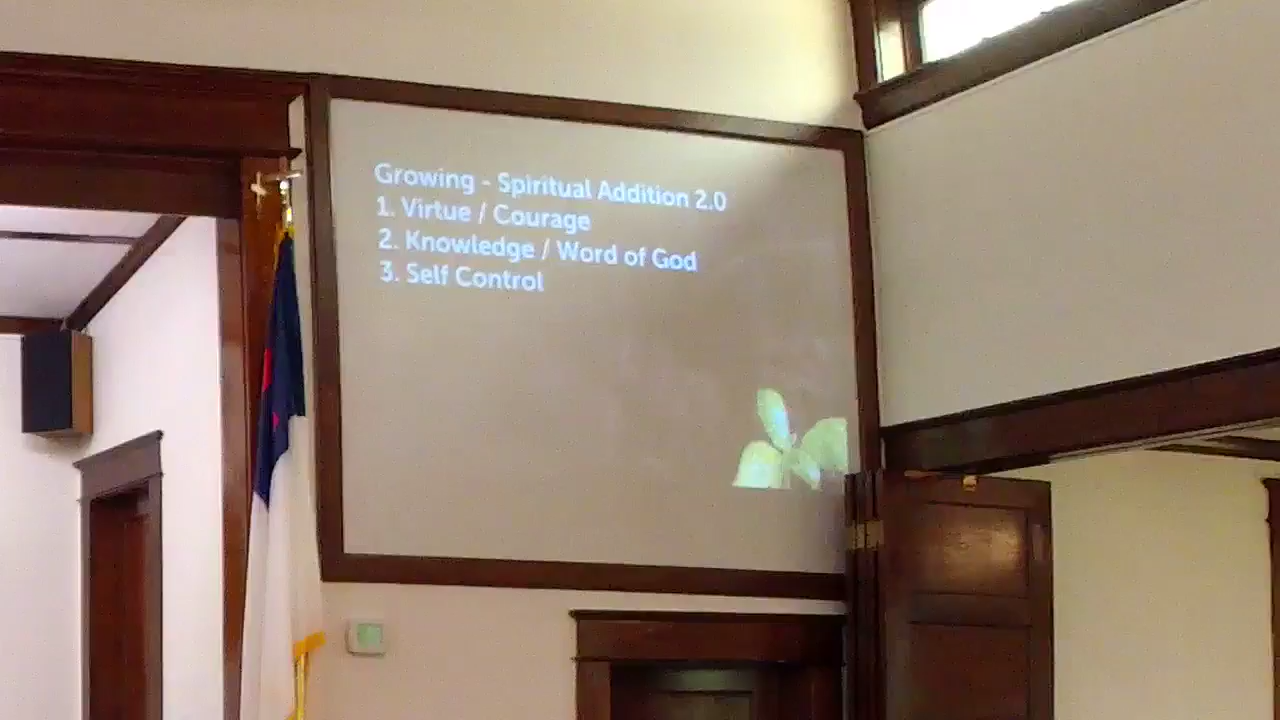 Growing - Spiritual Addition 2.0
1. Virtue / Courage
2. Knowledge / Word of God
3. Self Control